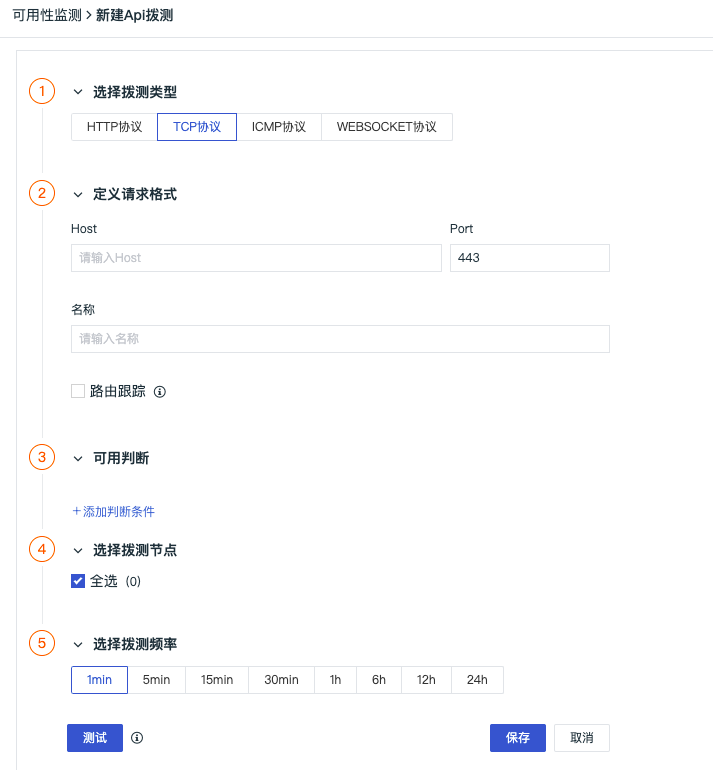 可用性监测 > 新建Api拨测
1 选择拨测类型
HTTP协议 TCP协议 ICMP协议 WEBSOCKET协议
2 定义请求格式
Host Port
请输入Host 443
名称
请输入名称
路由跟踪
3 可用判断
+添加判断条件
4 选择拨测节点
全选 (0)
5 选择拨测频率
1min 5min 15min 30min 1h 6h 12h 24h
测试 保存 取消